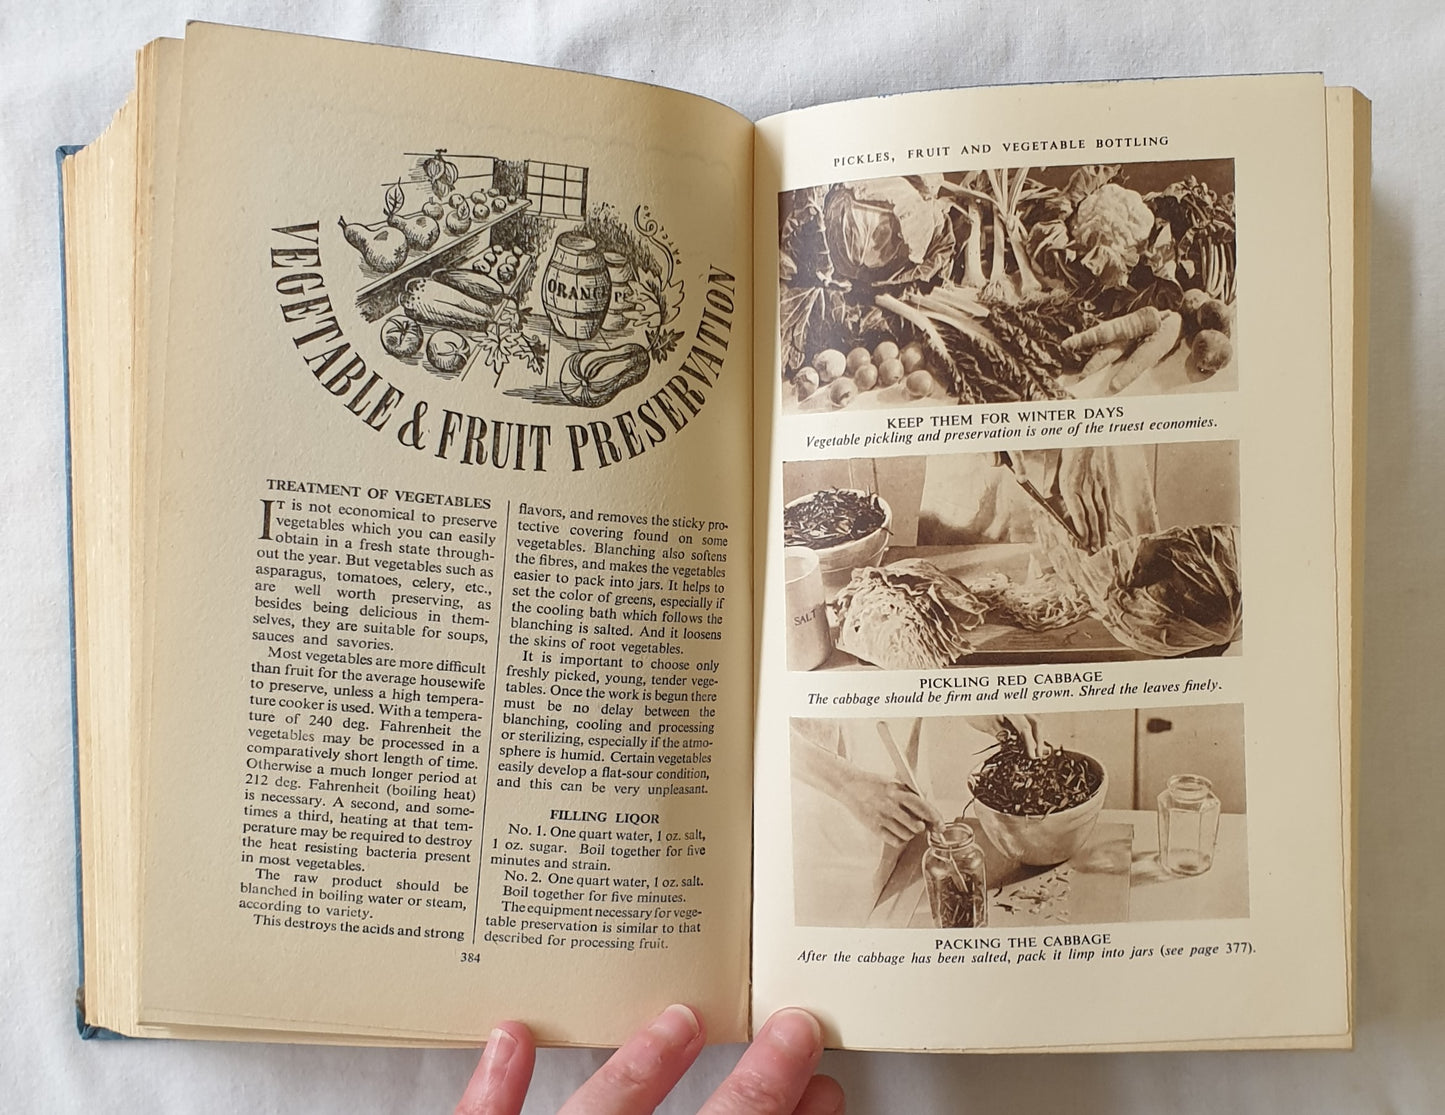 VEGETABLE & FRUIT PRESERVATION
ORANGE
TREATMENT OF VEGETABLES
IT is not economical to preserve
vegetables which you can easily
obtain in a fresh state through-
out the year. But vegetables such as
asparagus, tomatoes, celery, etc.,
are well worth preserving, as
besides being delicious in them-
selves, they are suitable for soups,
sauces and savories.
Most vegetables are more difficult
than fruit for the average housewife
to preserve, unless a high tempera-
ture cooker is used. With a tempera-
ture of 240 deg. Fahrenheit the
vegetables may be processed in a
comparatively short length of time.
Otherwise a much longer period at
212 deg. Fahrenheit (boiling heat)
is necessary. A second, and some-
times a third, heating at that tem-
perature may be required to destroy
the heat resisting bacteria present
in most vegetables.
The raw product should be
blanched in boiling water or steam,
according to variety.
This destroys the acids and strong
flavors, and removes the sticky pro-
tective covering found on some
vegetables. Blanching also softens
the fibres, and makes the vegetables
easier to pack into jars. It helps to
set the color of greens, especially if
the cooling bath which follows the
blanching is salted. And it loosens
the skins of root vegetables.
It is important to choose only
freshly picked, young, tender vege-
tables. Once the work is begun there
must be no delay between the
blanching, cooling and processing
or sterilizing, especially if the atmo-
sphere is humid. Certain vegetables
easily develop a flat-sour condition,
and this can be very unpleasant.
FILLING LIQOR
No. 1. One quart water, 1 oz. salt,
1 oz. sugar. Boil together for five
minutes and strain.
No. 2. One quart water, 1 oz. salt.
Boil together for five minutes.
The equipment necessary for vege-
table preservation is similar to that
described for processing fruit.
384
PICKLES, FRUIT AND VEGETABLE BOTTLING
KEEP THEM FOR WINTER DAYS
Vegetable pickling and preservation is one of the truest economies.
SALT
PICKLING RED CABBAGE
The cabbage should be firm and well grown. Shred the leaves finely.
PACKING THE CABBAGE
After the cabbage has been salted, pack it limp into jars (see page 377).